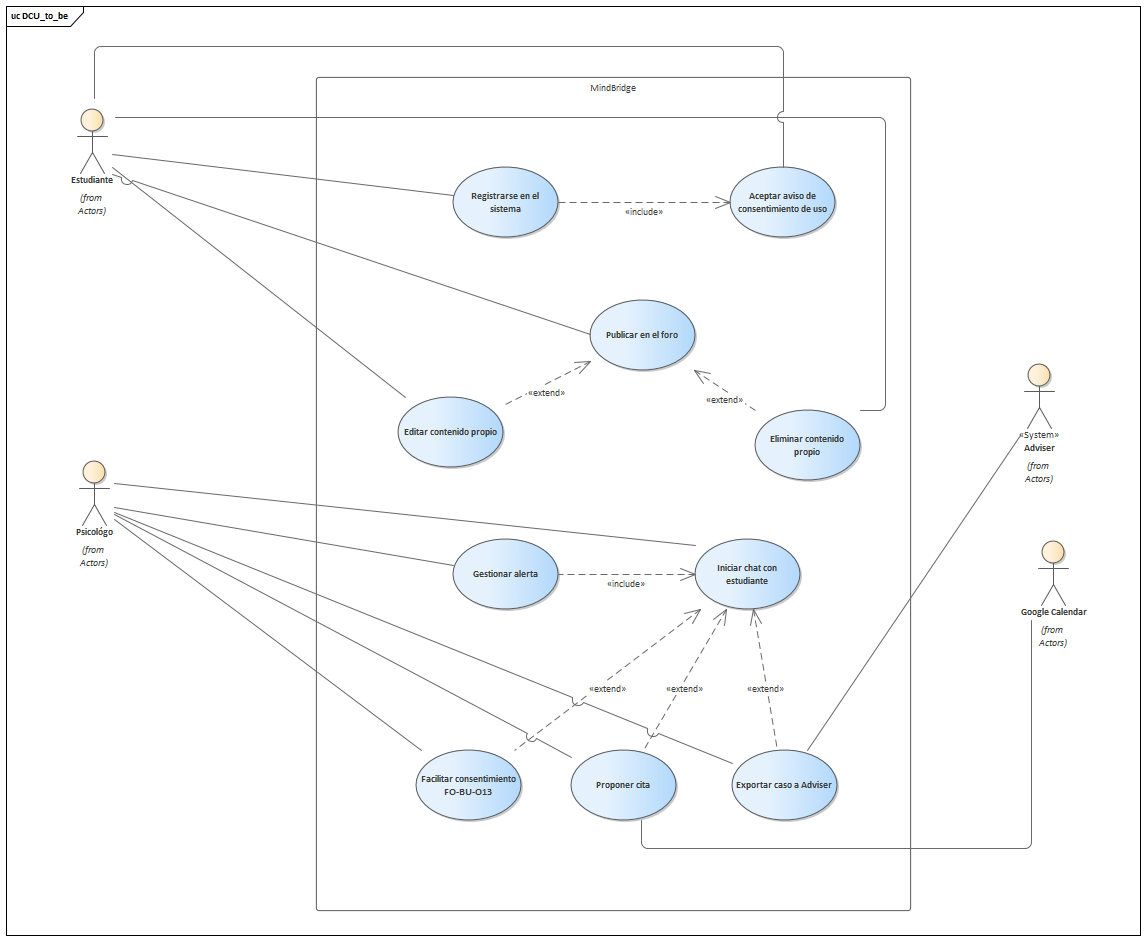 uc DCU_to_be
MindBridge
Estudiante
(from
Actors)
Registrarse en el
sistema
«include»
Aceptar aviso de
consentimiento de uso
Publicar en el foro
«extend»
«extend»
Editar contenido propio
Eliminar contenido
propio
«System»
Adviser
(from
Actors)
Psicológo
(from
Actors)
Gestionar alerta
«include»
Iniciar chat con
estudiante
Google Calendar
(from
Actors)
«extend»
«extend»
«extend»
Facilitar consentimiento
FO-BU-O13
Proponer cita
Exportar caso a Adviser